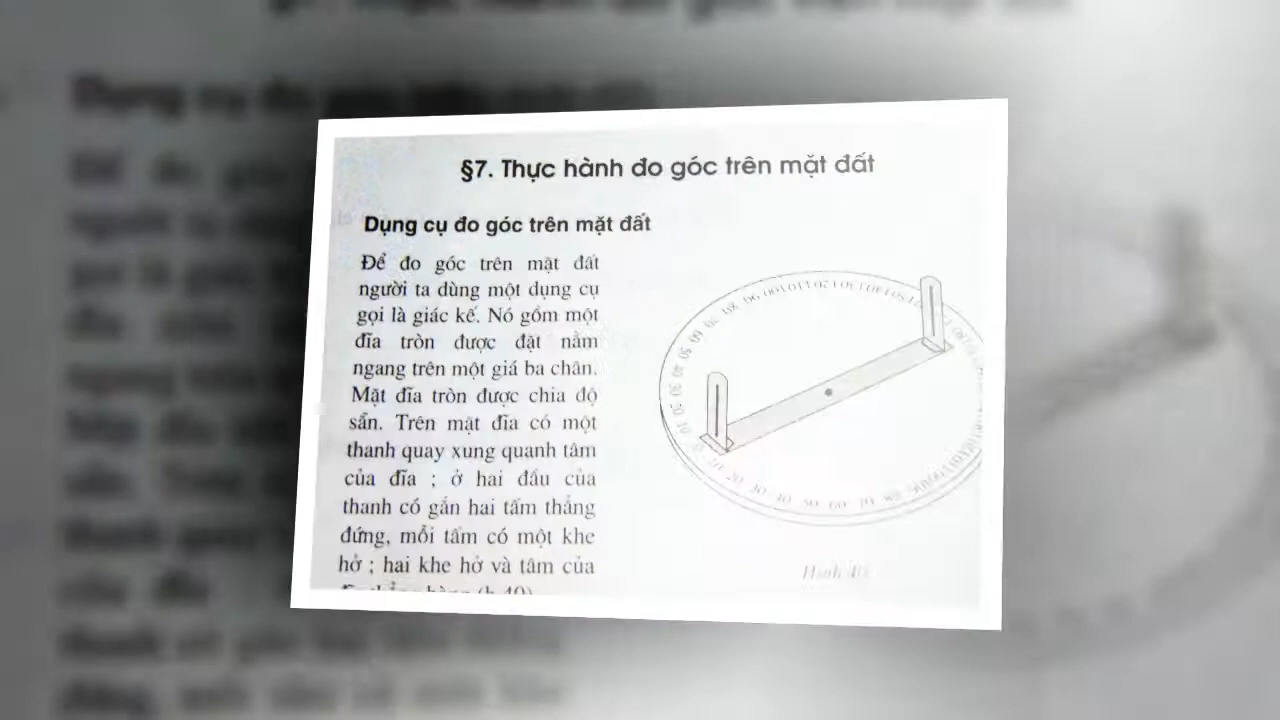 §7. Thực hành đo góc trên mặt đất
Dụng cụ đo góc trên mặt đất
Để đo góc trên mặt đất
người ta dùng một dụng cụ
gọi là giác kế. Nó gồm một
đĩa tròn được đặt nằm
ngang trên một giá ba chân.
Mặt đĩa tròn được chia độ
sẵn. Trên mặt đĩa có một
thanh quay xung quanh tâm
của đĩa ; ở hai đầu của
thanh có gắn hai tấm thẳng
đứng, mỗi tấm có một khe
hở ; hai khe hở và tâm của
Hình 40